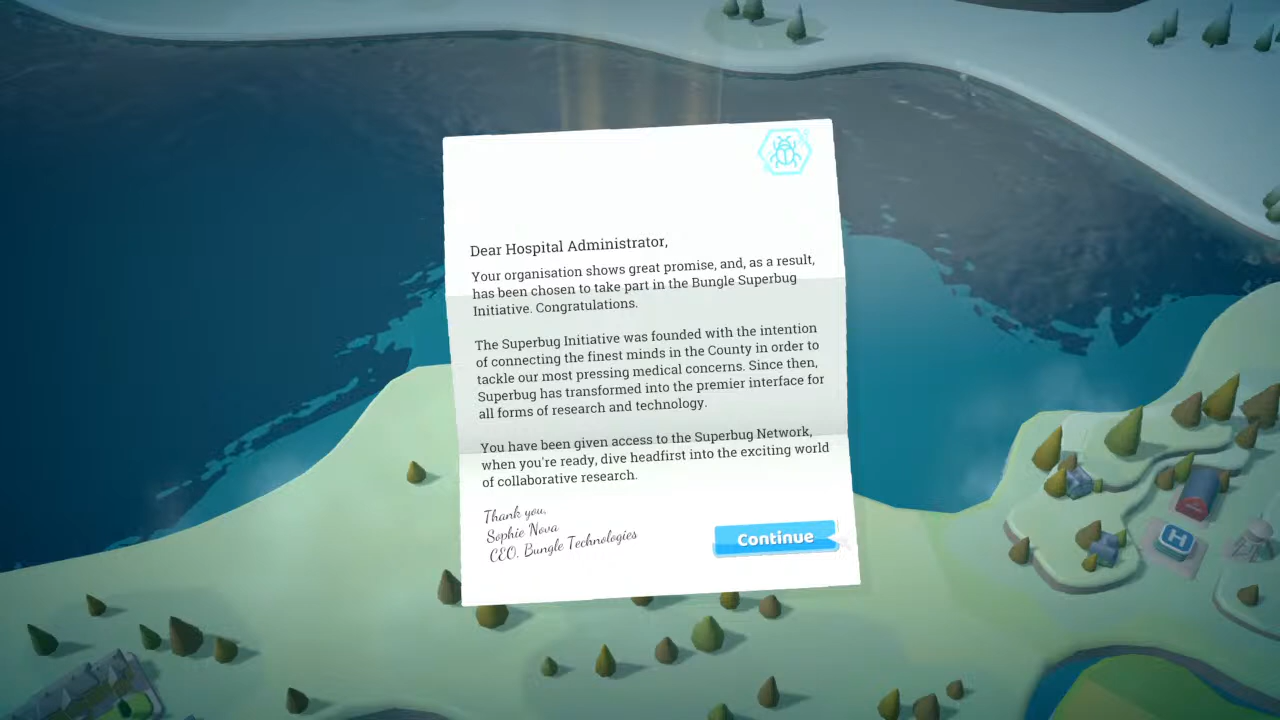 Dear Hospital Administrator,
Your organisation shows great promise, and, as a result,
has been chosen to take part in the Bungle Superbug
Initiative. Congratulations.
The Superbug Initiative was founded with the intention
of connecting the finest minds in the County in order to
tackle our most pressing medical concerns. Since then,
Superbug has transformed into the premier interface for
all forms of research and technology.
You have been given access to the Superbug Network,
when you're ready, dive headfirst into the exciting world
of collaborative research.
Thank you,
Sophie Nova
CEO, Bungle Technologies
Continue
H